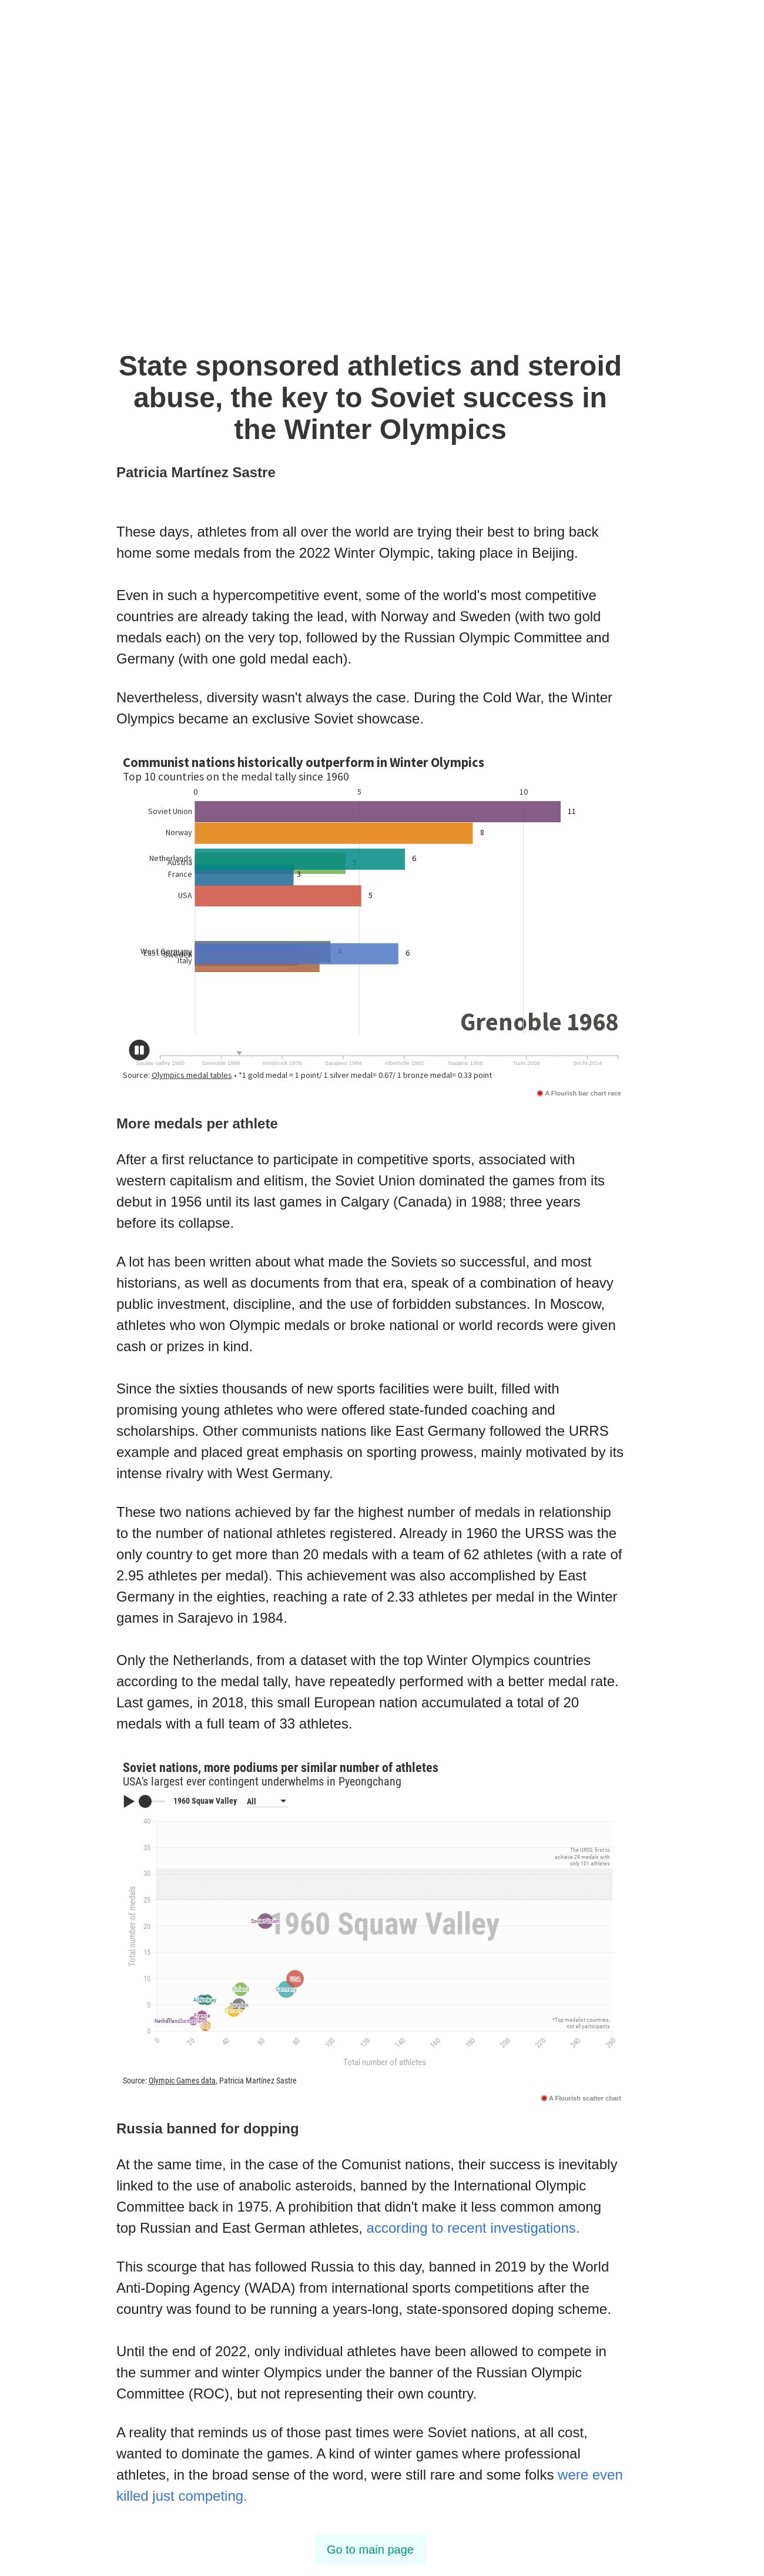 State sponsored athletics and steroid
abuse, the key to Soviet success in
the Winter Olympics
Patricia Martínez Sastre
These days, athletes from all over the world are trying their best to bring back
home some medals from the 2022 Winter Olympic, taking place in Beijing.
Even in such a hypercompetitive event, some of the world's most competitive
countries are already taking the lead, with Norway and Sweden (with two gold
medals each) on the very top, followed by the Russian Olympic Committee and
Germany (with one gold medal each).
Nevertheless, diversity wasn't always the case. During the Cold War, the Winter
Olympics became an exclusive Soviet showcase.
Communist nations historically outperform in Winter Olympics
Top 10 countries on the medal tally since 1960
0 5 10
Soviet Union 11
Norway 8
Netherlands 6
Austria 5
France 3
USA 5
West Germany 4
East Germany 6
Sweden
Italy
Grenoble 1968
Squaw Valley 1960 Grenoble 1968 Innsbruck 1976 Sarajevo 1984 Albertville 1992 Nagano 1998 Turin 2006 Sochi 2014
Source: Olympics medal tables • *1 gold medal = 1 point/ 1 silver medal= 0.67/ 1 bronze medal= 0.33 point
A Flourish bar chart race
More medals per athlete
After a first reluctance to participate in competitive sports, associated with
western capitalism and elitism, the Soviet Union dominated the games from its
debut in 1956 until its last games in Calgary (Canada) in 1988; three years
before its collapse.
A lot has been written about what made the Soviets so successful, and most
historians, as well as documents from that era, speak of a combination of heavy
public investment, discipline, and the use of forbidden substances. In Moscow,
athletes who won Olympic medals or broke national or world records were given
cash or prizes in kind.
Since the sixties thousands of new sports facilities were built, filled with
promising young athletes who were offered state-funded coaching and
scholarships. Other communists nations like East Germany followed the URRS
example and placed great emphasis on sporting prowess, mainly motivated by its
intense rivalry with West Germany.
These two nations achieved by far the highest number of medals in relationship
to the number of national athletes registered. Already in 1960 the URSS was the
only country to get more than 20 medals with a team of 62 athletes (with a rate of
2.95 athletes per medal). This achievement was also accomplished by East
Germany in the eighties, reaching a rate of 2.33 athletes per medal in the Winter
games in Sarajevo in 1984.
Only the Netherlands, from a dataset with the top Winter Olympics countries
according to the medal tally, have repeatedly performed with a better medal rate.
Last games, in 2018, this small European nation accumulated a total of 20
medals with a full team of 33 athletes.
Soviet nations, more podiums per similar number of athletes
USA's largest ever contingent underwhelms in Pyeongchang
1960 Squaw Valley All
40
35
30
25
20
15
10
5
0
Total number of medals
The URSS, first to
achieve 29 medals with
only 101 athletes
1960 Squaw Valley
Soviet Union
USA
Germany
Norway
Netherlands
*Top medalist countries,
not all participants
0 20 40 60 80 100 120 140 160 180 200 220 240 260
Total number of athletes
Source: Olympic Games data, Patricia Martínez Sastre
A Flourish scatter chart
Russia banned for dopping
At the same time, in the case of the Comunist nations, their success is inevitably
linked to the use of anabolic asteroids, banned by the International Olympic
Committee back in 1975. A prohibition that didn't make it less common among
top Russian and East German athletes, according to recent investigations.
This scourge that has followed Russia to this day, banned in 2019 by the World
Anti-Doping Agency (WADA) from international sports competitions after the
country was found to be running a years-long, state-sponsored doping scheme.
Until the end of 2022, only individual athletes have been allowed to compete in
the summer and winter Olympics under the banner of the Russian Olympic
Committee (ROC), but not representing their own country.
A reality that reminds us of those past times were Soviet nations, at all cost,
wanted to dominate the games. A kind of winter games where professional
athletes, in the broad sense of the word, were still rare and some folks were even
killed just competing.
Go to main page